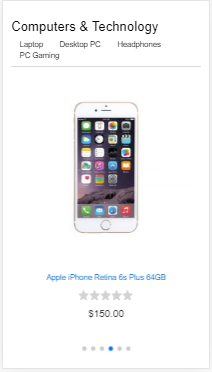 Computers & Technology
Laptop Desktop PC Headphones
PC Gaming
Apple iPhone Retina 6s Plus 64GB
$150.00